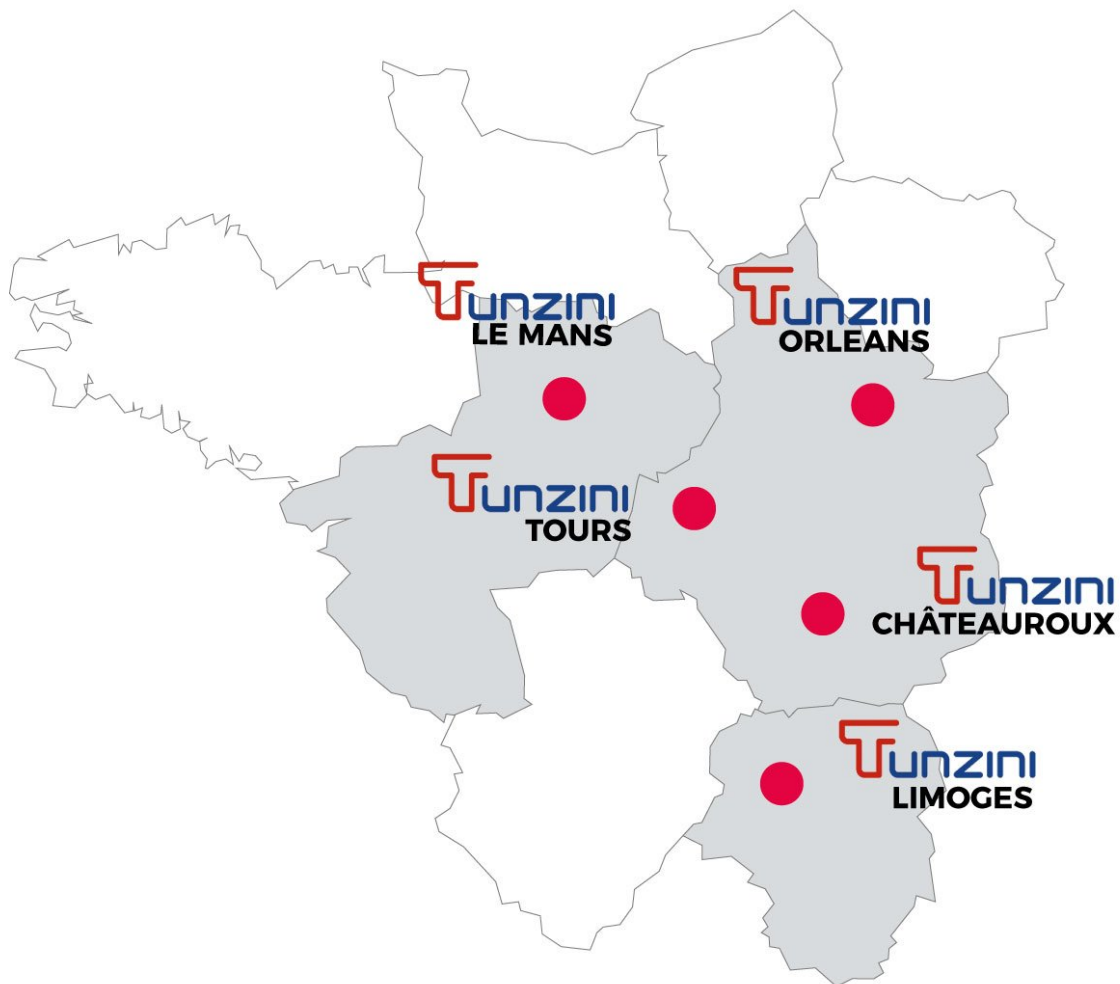 Tunzini
LE MANS
Tunzini
ORLEANS
Tunzini
TOURS
Tunzini
CHÂTEAUROUX
Tunzini
LIMOGES